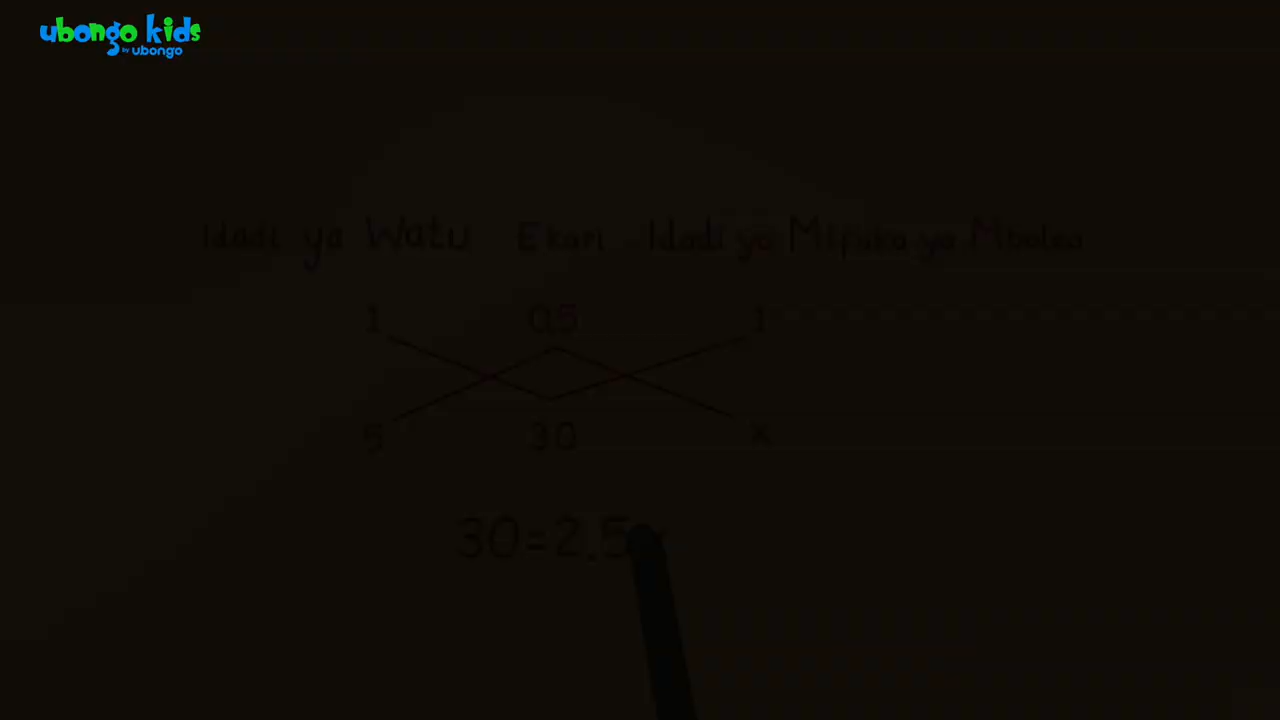 ubongo kids
by ubongo
Idadi ya Watu Ekari Idadi ya Mifuko ya Mbolea
1 0.5 1
5 30 x
30=2.5